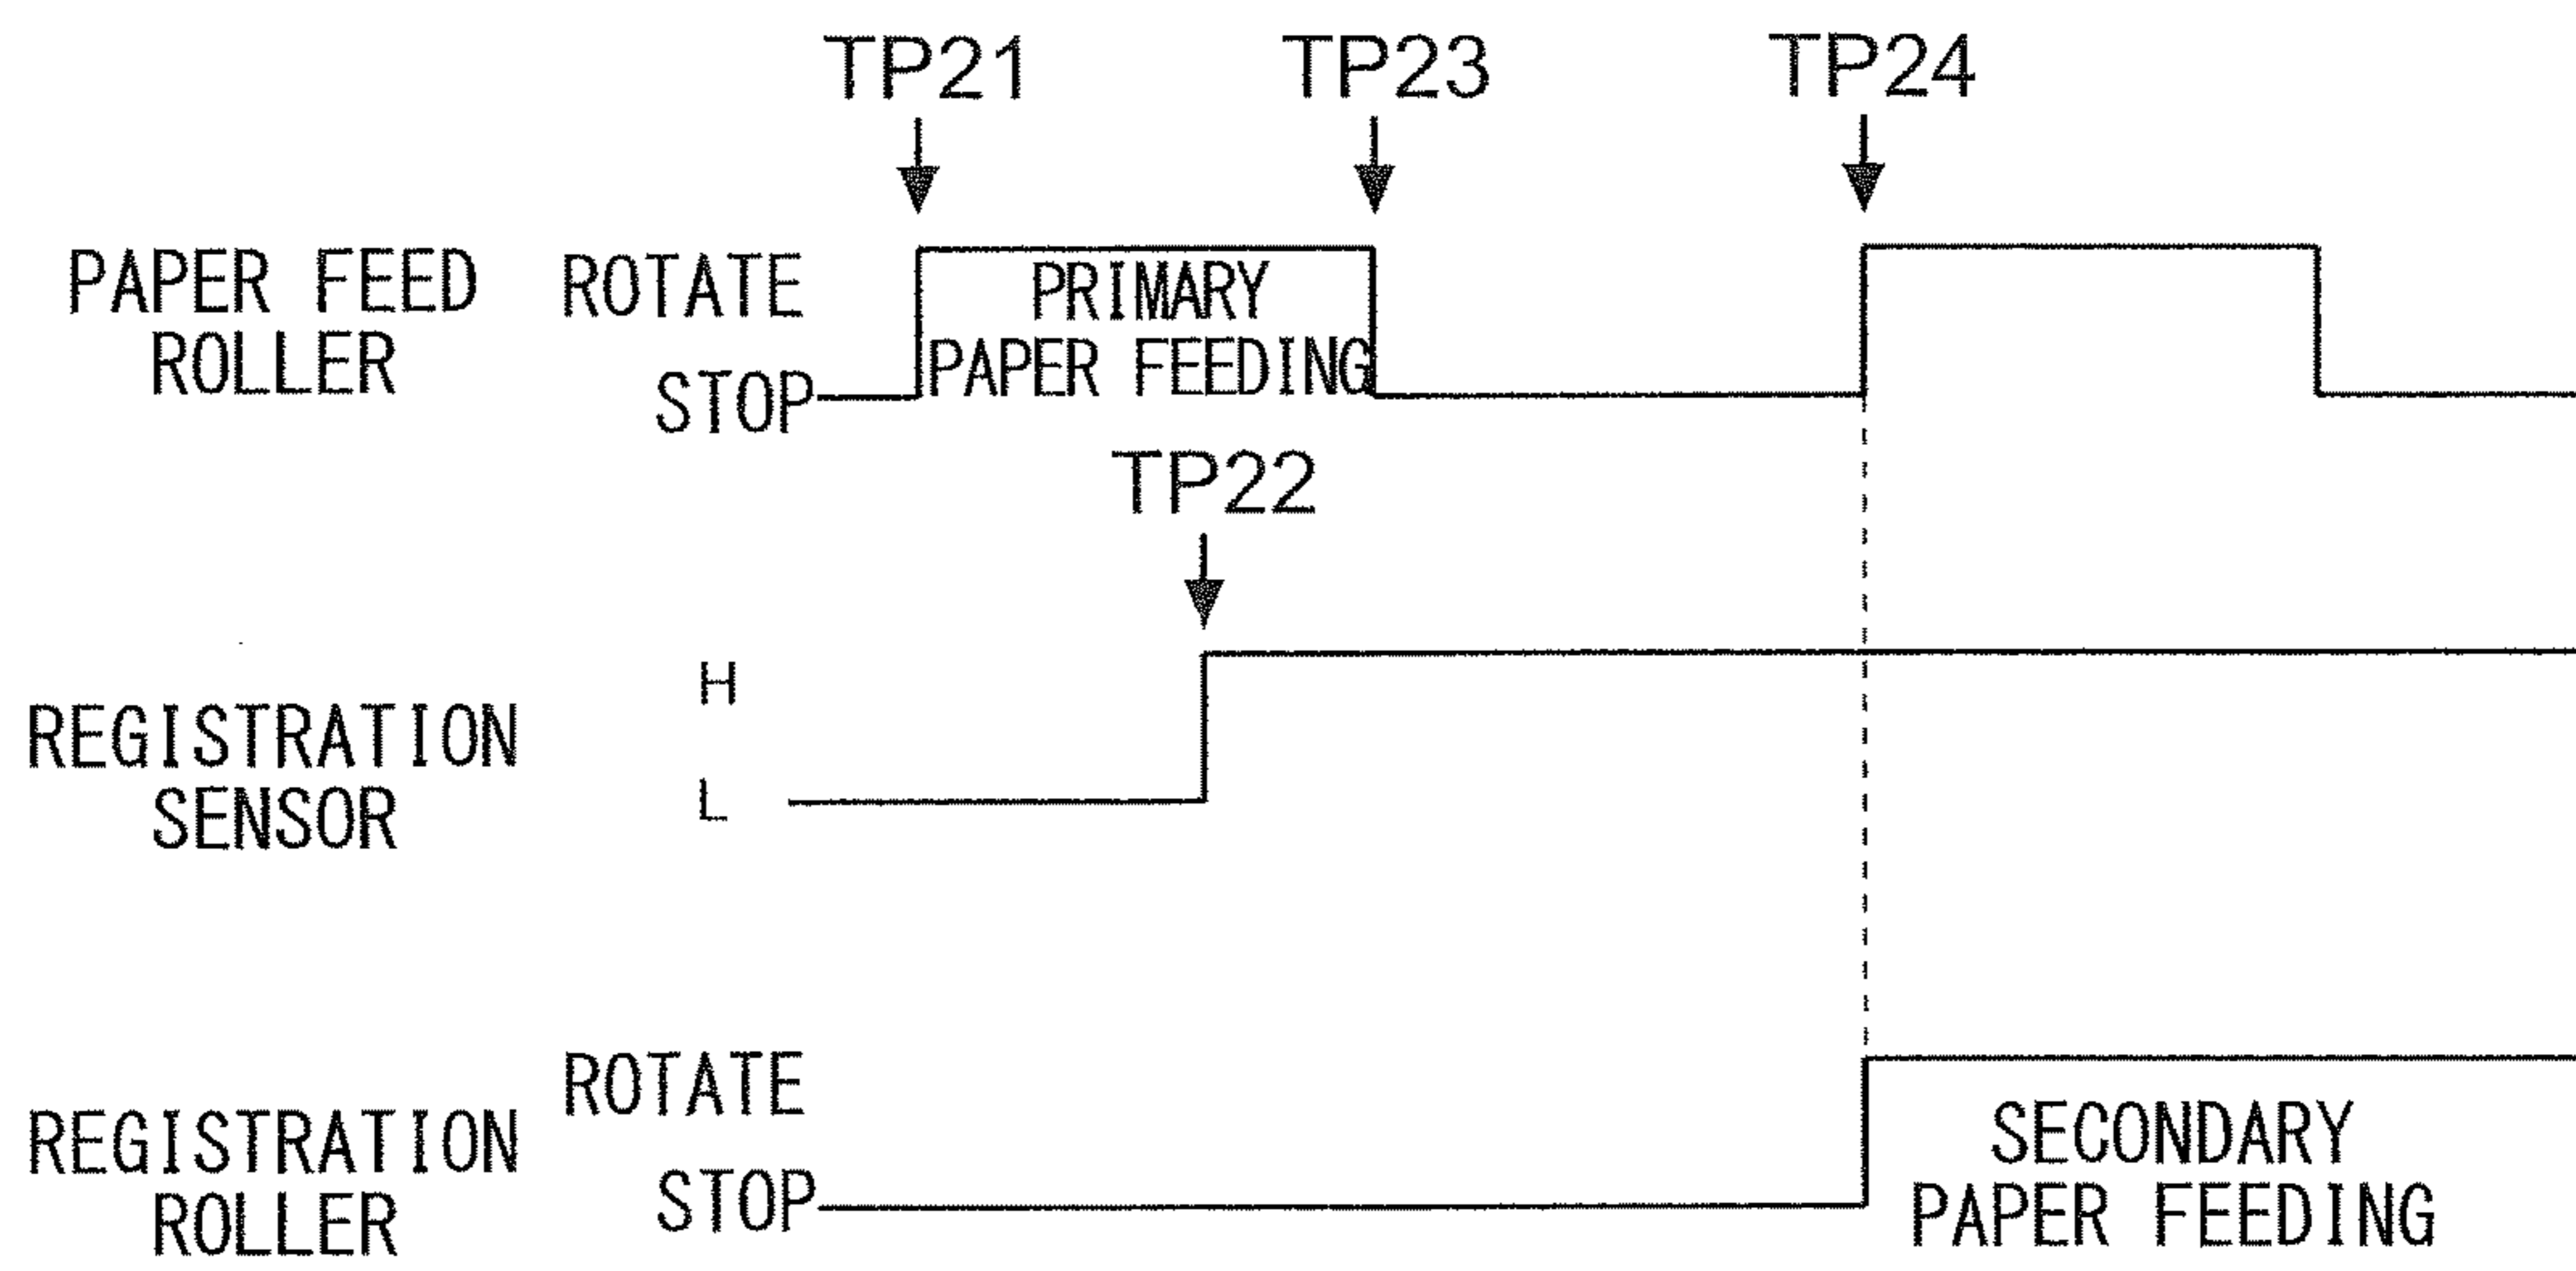 TP21 TP23 TP24
PAPER FEED
ROLLER
ROTATE
STOP
PRIMARY
PAPER FEEDING
TP22
REGISTRATION
SENSOR
H
L
REGISTRATION
ROLLER
ROTATE
STOP
SECONDARY
PAPER FEEDING